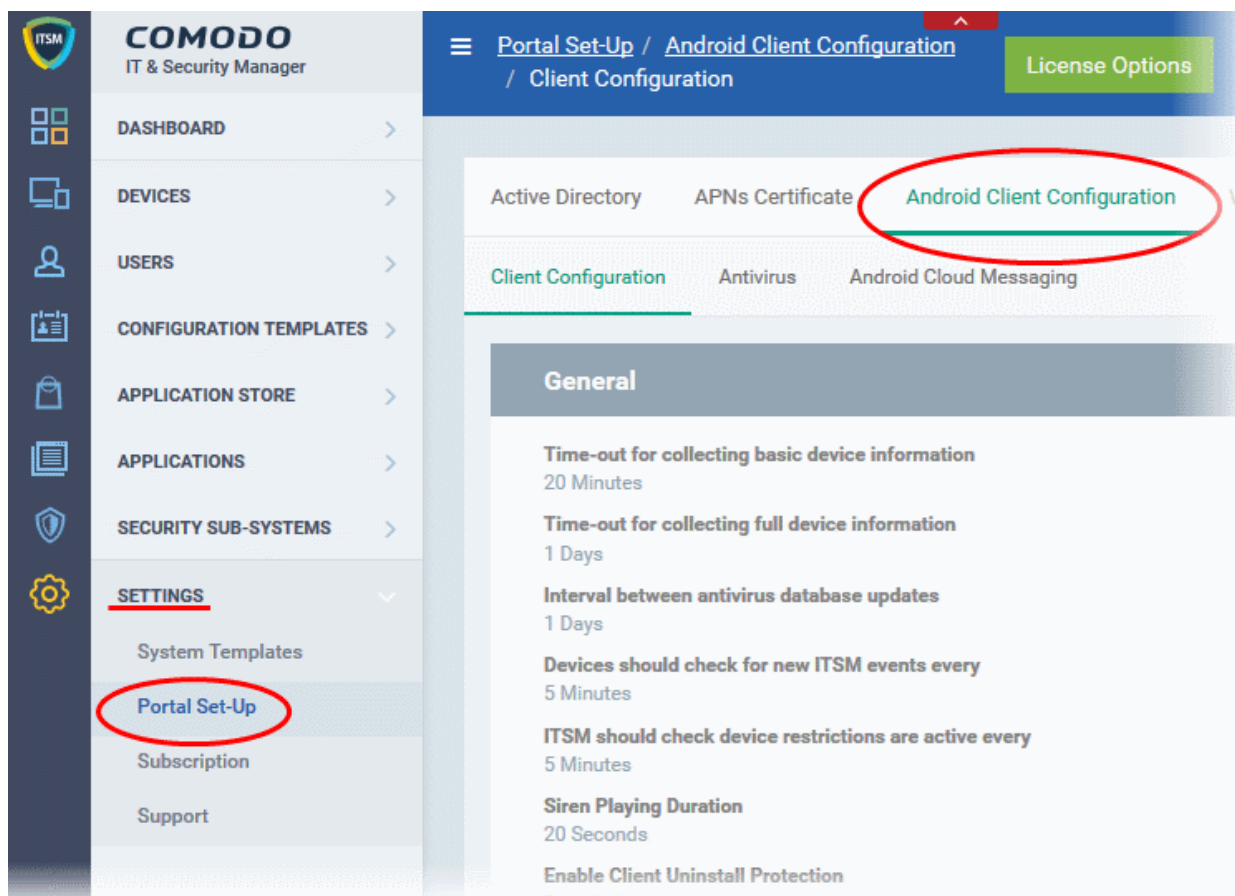 ITSM
COMODO
IT & Security Manager
DASHBOARD
DEVICES
USERS
CONFIGURATION TEMPLATES
APPLICATION STORE
APPLICATIONS
SECURITY SUB-SYSTEMS
SETTINGS
System Templates
Portal Set-Up
Subscription
Support
Portal Set-Up / Android Client Configuration
/ Client Configuration
License Options
Active Directory APNs Certificate Android Client Configuration
Client Configuration Antivirus Android Cloud Messaging
General
Time-out for collecting basic device information
20 Minutes
Time-out for collecting full device information
1 Days
Interval between antivirus database updates
1 Days
Devices should check for new ITSM events every
5 Minutes
ITSM should check device restrictions are active every
5 Minutes
Siren Playing Duration
20 Seconds
Enable Client Uninstall Protection